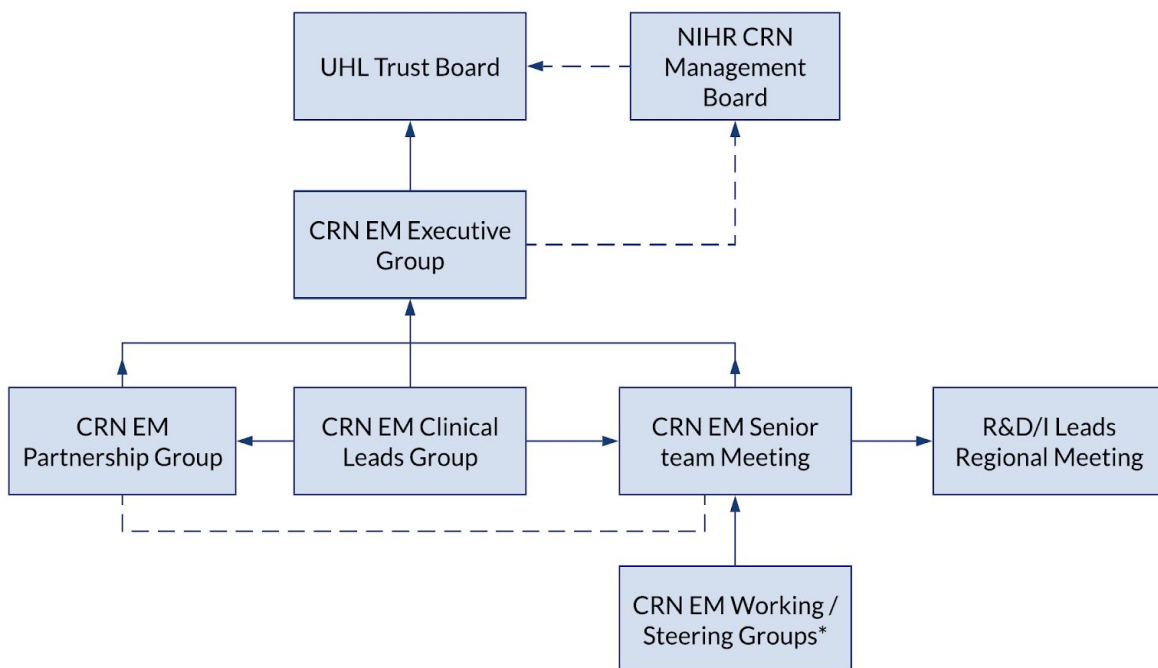 UHL Trust Board
NIHR CRN
Management
Board
CRN EM Executive
Group
CRN EM
Partnership Group
CRN EM Clinical
Leads Group
CRN EM Senior
team Meeting
R&D/I Leads
Regional Meeting
CRN EM Working /
Steering Groups*